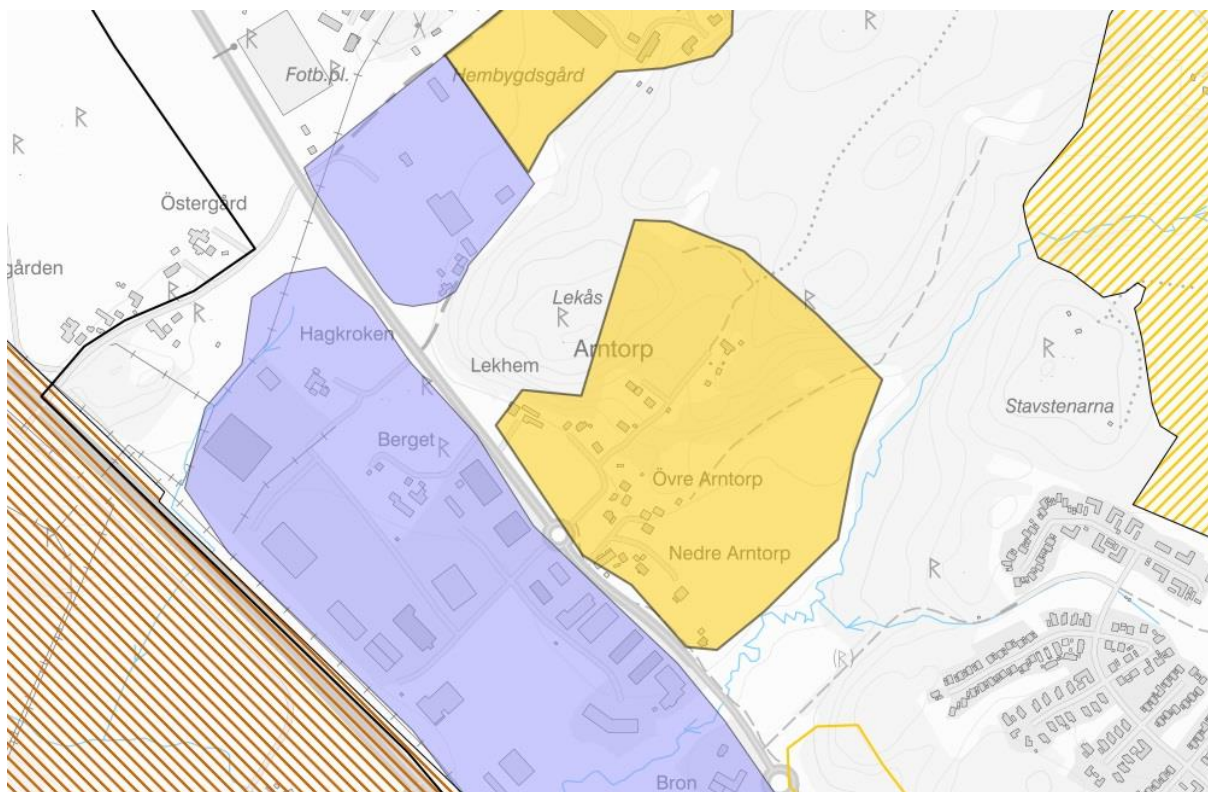 Fotb.pl.
Hembygdsgård
R
R
R
R
R
Östergård
gården
R
R
R
Lekås
R
Arntorp
Hagkroken
Lekhem
R
R
Stavstenarna
Berget
R
Övre Arntorp
R
Nedre Arntorp
R
(R)
Bron